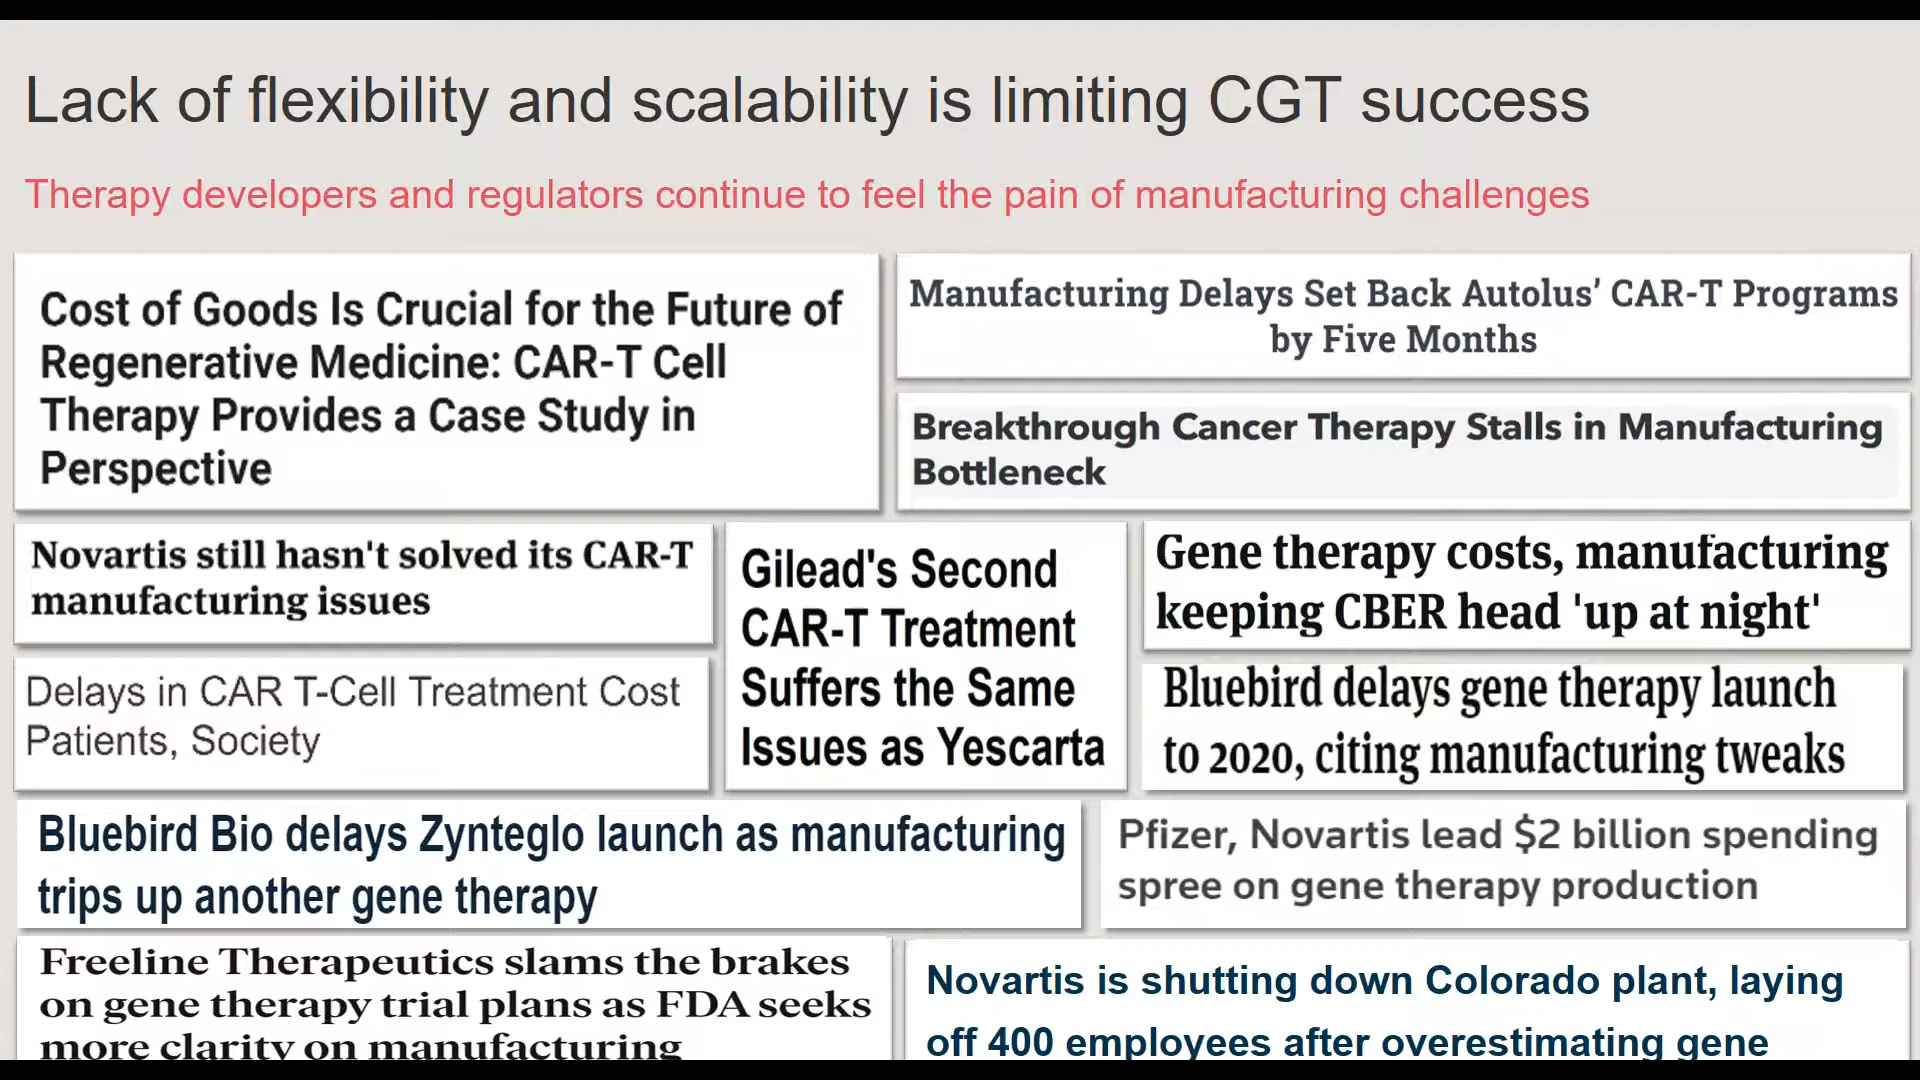 Lack of flexibility and scalability is limiting CGT success
Therapy developers and regulators continue to feel the pain of manufacturing challenges
Cost of Goods Is Crucial for the Future of
Regenerative Medicine: CAR-T Cell
Therapy Provides a Case Study in
Perspective
Manufacturing Delays Set Back Autolus’ CAR-T Programs
by Five Months
Breakthrough Cancer Therapy Stalls in Manufacturing
Bottleneck
Novartis still hasn't solved its CAR-T
manufacturing issues
Gilead's Second
CAR-T Treatment
Suffers the Same
Issues as Yescarta
Gene therapy costs, manufacturing
keeping CBER head 'up at night'
Delays in CAR T-Cell Treatment Cost
Patients, Society
Bluebird delays gene therapy launch
to 2020, citing manufacturing tweaks
Bluebird Bio delays Zynteglo launch as manufacturing
trips up another gene therapy
Pfizer, Novartis lead $2 billion spending
spree on gene therapy production
Freeline Therapeutics slams the brakes
on gene therapy trial plans as FDA seeks
more clarity on manufacturing
Novartis is shutting down Colorado plant, laying
off 400 employees after overestimating gene